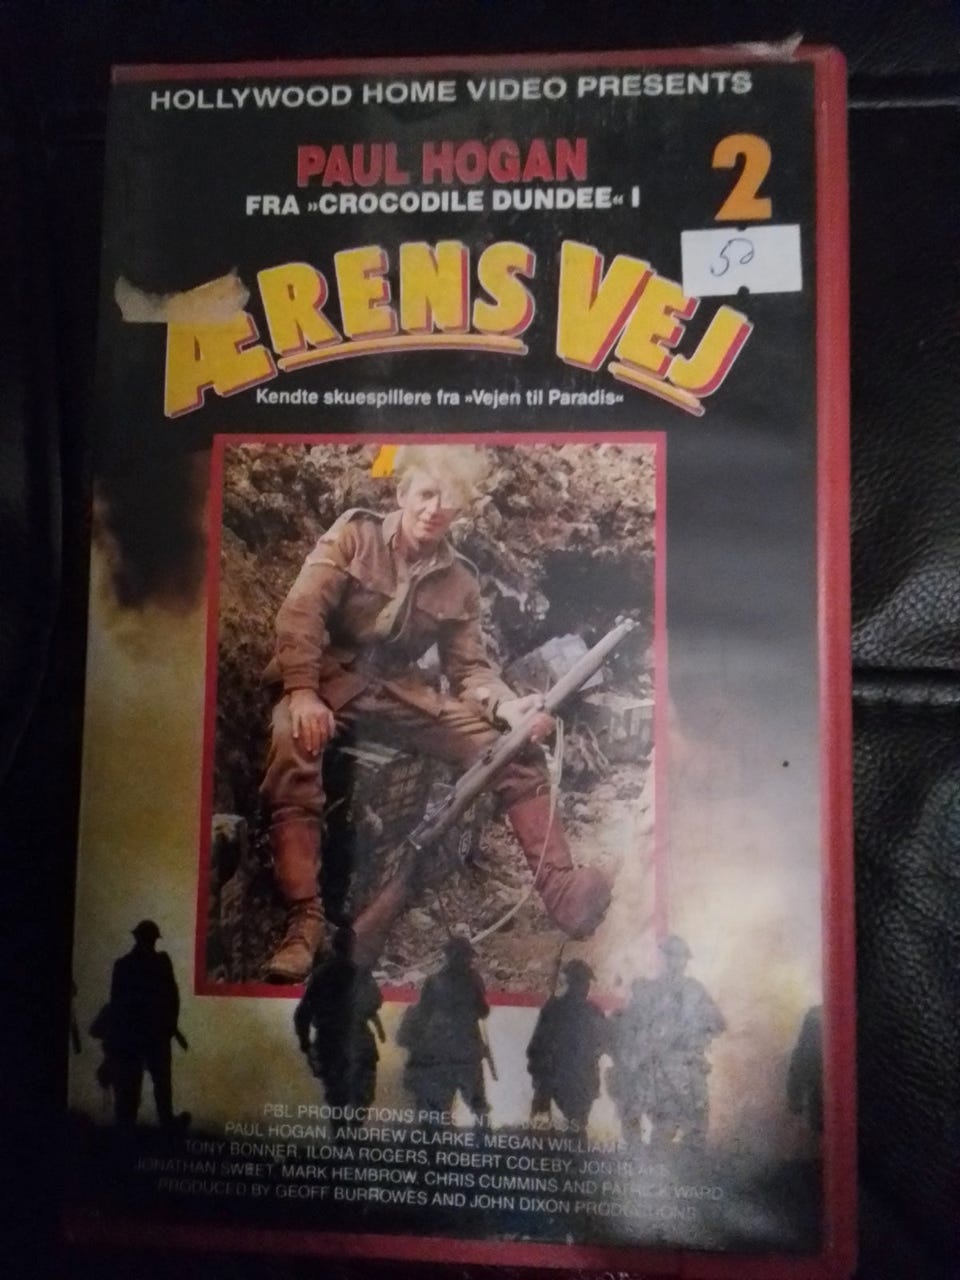 HOLLYWOOD HOME VIDEO PRESENTS
PAUL HOGAN
FRA »CROCODILE DUNDEE« I
2
50
ÆRENS VEJ
Kendte skuespillere fra »Vejen til Paradis«
PBL PRODUCTIONS PRESENTS ANZACS
PAUL HOGAN, ANDREW CLARKE, MEGAN WILLIAMS
TONY BONNER, ILONA ROGERS, ROBERT COLEBY, JON BLAKE
JONATHAN SWEET, MARK HEMBROW, CHRIS CUMMINS AND PATRICK WARD
PRODUCED BY GEOFF BURROWES AND JOHN DIXON PRODUCTIONS